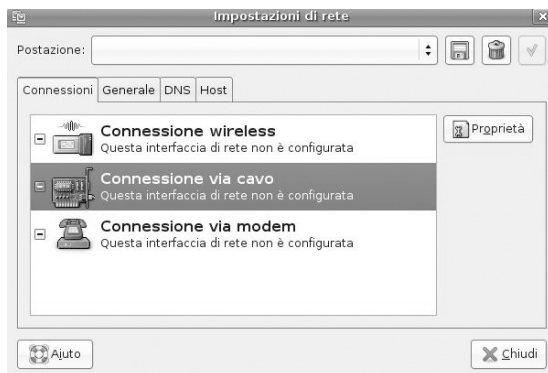 Impostazioni di rete
Postazione:
Connessioni Generale DNS Host
Connessione wireless
Questa interfaccia di rete non è configurata
Proprietà
Connessione via cavo
Questa interfaccia di rete non è configurata
Connessione via modem
Questa interfaccia di rete non è configurata
Aiuto
Chiudi